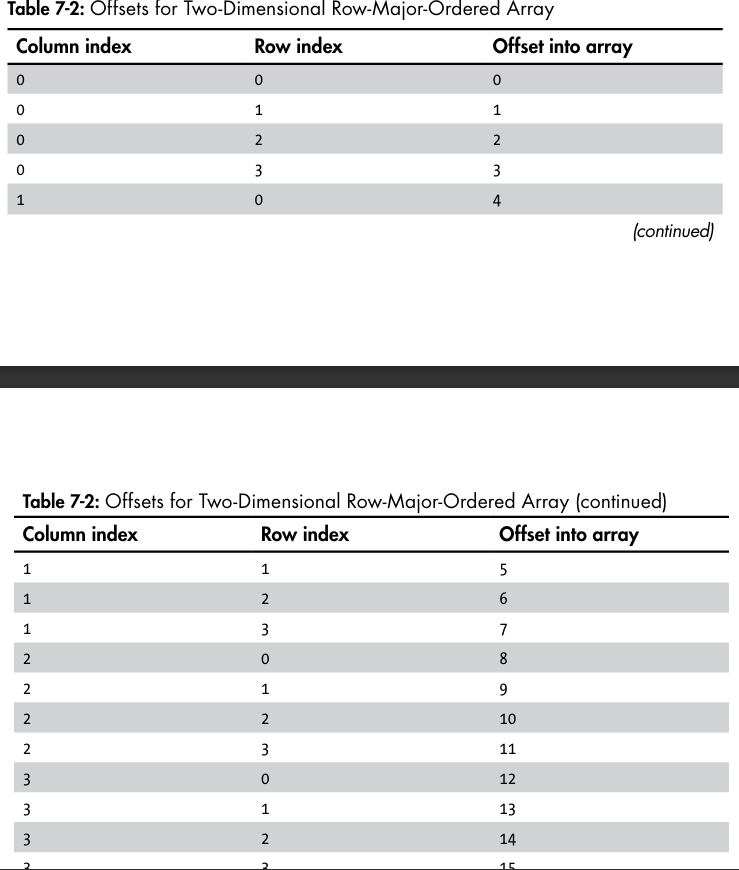 Table 7-2: Offsets for Two-Dimensional Row-Major-Ordered Array
Column index Row index Offset into array
0 0 0
0 1 1
0 2 2
0 3 3
1 0 4
(continued)
Table 7-2: Offsets for Two-Dimensional Row-Major-Ordered Array (continued)
Column index Row index Offset into array
1 1 5
1 2 6
1 3 7
2 0 8
2 1 9
2 2 10
2 3 11
3 0 12
3 1 13
3 2 14
3 3 15